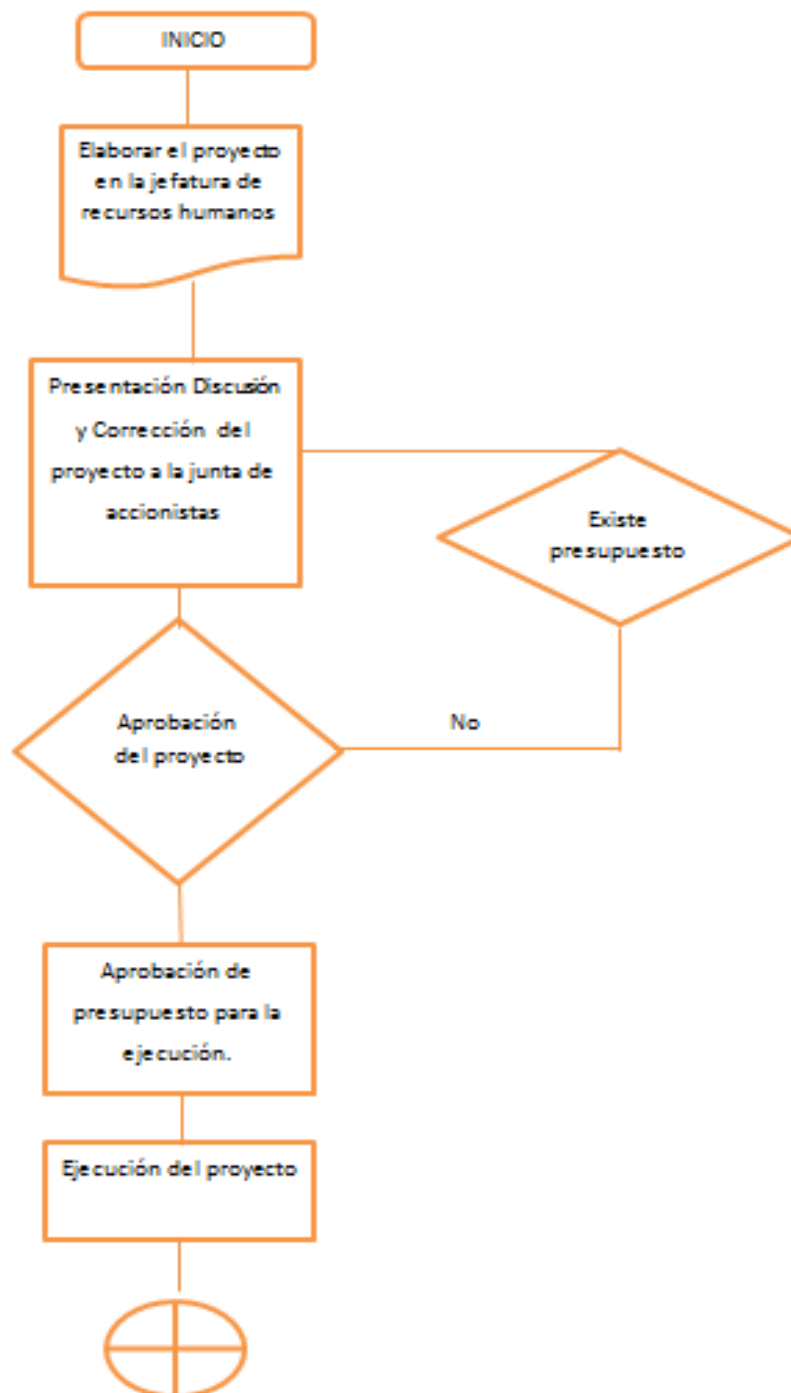 INICIO
Elaborar el proyecto
en la jefatura de
recursos humanos
Presentación Discusión
y Corrección del
proyecto a la junta de
accionistas
Existe
presupuesto
Aprobación
del proyecto
No
Aprobación de
presupuesto para la
ejecución.
Ejecución del proyecto